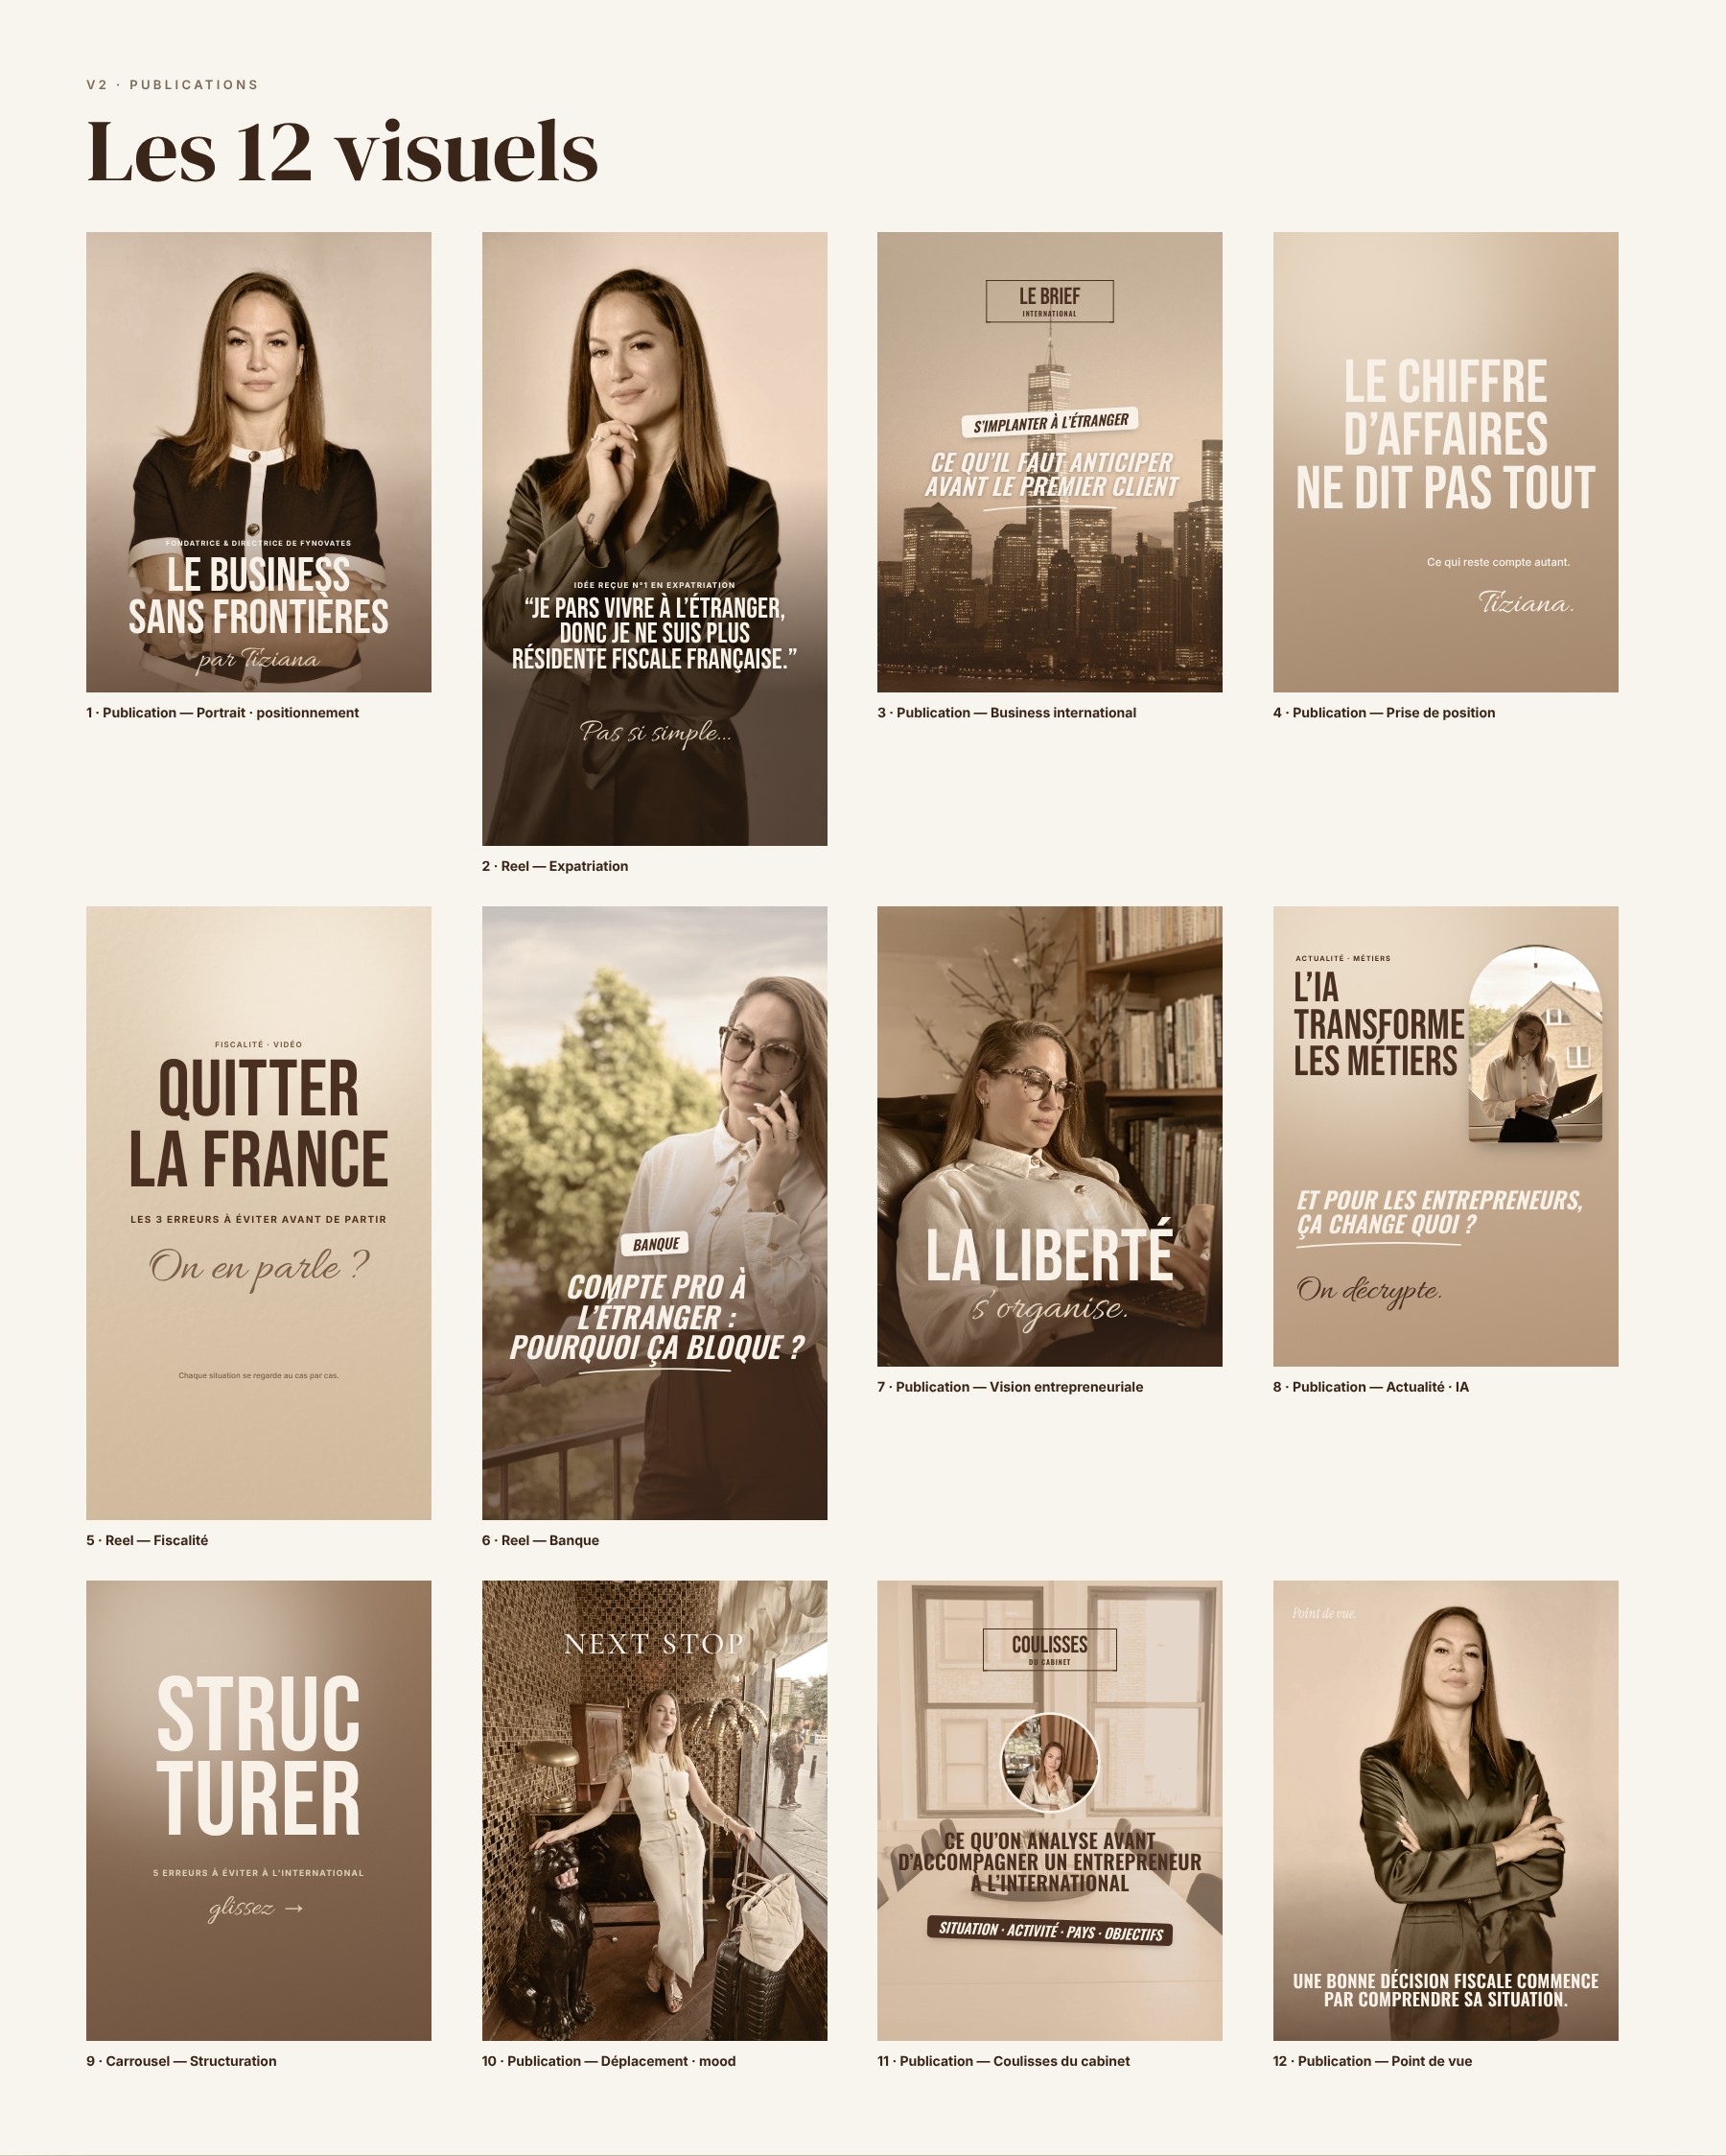 V2 · PUBLICATIONS
Les 12 visuels
FONDATRICE & DIRECTRICE DE FYNOVATES
LE BUSINESS
SANS FRONTIÈRES
par Tiziana
1 · Publication — Portrait · positionnement
IDÉE REÇUE N°1 EN EXPATRIATION
“JE PARS VIVRE À L’ÉTRANGER,
DONC JE NE SUIS PLUS
RÉSIDENTE FISCALE FRANÇAISE.”
Pas si simple...
2 · Reel — Expatriation
LE BRIEF
INTERNATIONAL
S’IMPLANTER À L’ÉTRANGER
CE QU’IL FAUT ANTICIPER
AVANT LE PREMIER CLIENT
3 · Publication — Business international
LE CHIFFRE
D’AFFAIRES
NE DIT PAS TOUT
Ce qui reste compte autant.
Tiziana.
4 · Publication — Prise de position
FISCALITÉ · VIDÉO
QUITTER
LA FRANCE
LES 3 ERREURS À ÉVITER AVANT DE PARTIR
On en parle ?
Chaque situation se regarde au cas par cas.
5 · Reel — Fiscalité
BANQUE
COMPTE PRO À
L’ÉTRANGER :
POURQUOI ÇA BLOQUE ?
6 · Reel — Banque
LA LIBERTÉ
s’organise.
7 · Publication — Vision entrepreneuriale
ACTUALITÉ · MÉTIERS
L’IA
TRANSFORME
LES MÉTIERS
ET POUR LES ENTREPRENEURS,
ÇA CHANGE QUOI ?
On décrypte.
8 · Publication — Actualité · IA
STRUC
TURER
5 ERREURS À ÉVITER À L’INTERNATIONAL
glissez →
9 · Carrousel — Structuration
NEXT STOP
10 · Publication — Déplacement · mood
COULISSES
DU CABINET
CE QU’ON ANALYSE AVANT
D’ACCOMPAGNER UN ENTREPRENEUR
À L’INTERNATIONAL
SITUATION · ACTIVITÉ · PAYS · OBJECTIFS
11 · Publication — Coulisses du cabinet
Point de vue.
UNE BONNE DÉCISION FISCALE COMMENCE
PAR COMPRENDRE SA SITUATION.
12 · Publication — Point de vue